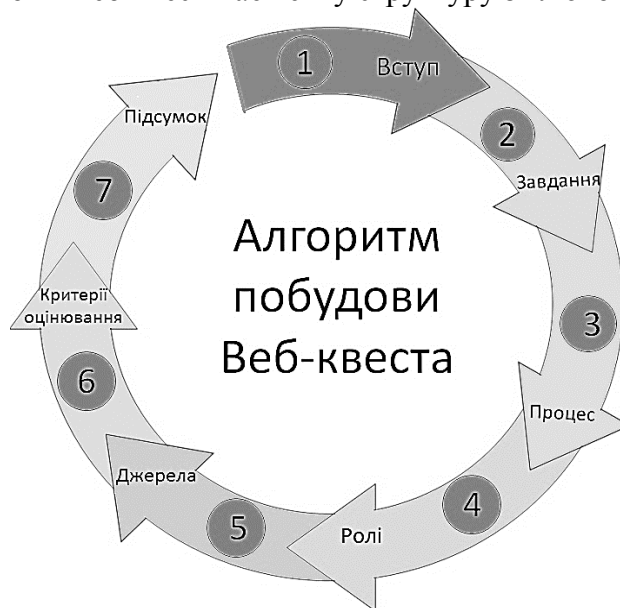 1 Вступ
2
Завдання
3
Процес
4
Ролі
5
Джерела
6
Критерії
оцінювання
7
Підсумок
Алгоритм
побудови
Веб-квеста